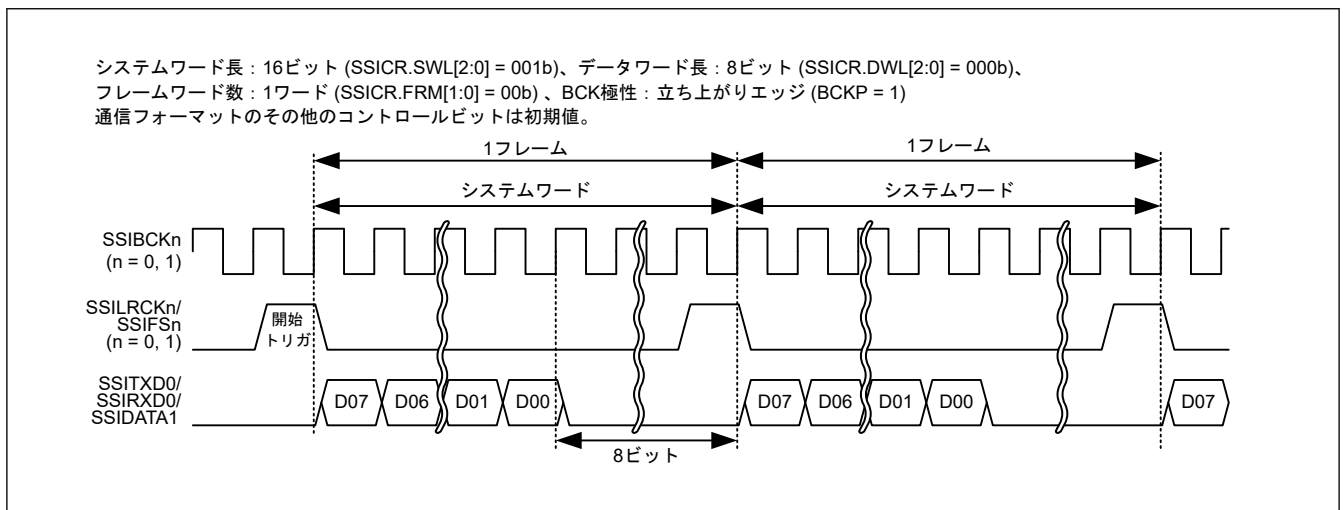 システムワード長：16ビット (SSICR.SWL[2:0] = 001b)、データワード長：8ビット (SSICR.DWL[2:0] = 000b)、
フレームワード数：1ワード (SSICR.FRM[1:0] = 00b) 、BCK極性：立ち上がりエッジ (BCKP = 1)
通信フォーマットのその他のコントロールビットは初期値。
1フレーム
1フレーム
システムワード
システムワード
SSIBCKn
(n = 0, 1)
SSILRCKn/
SSIFSn
(n = 0, 1)
開始
トリガ
SSITXD0/
SSIRXD0/
SSIDATA1
D07
D06
D01
D00
D07
D06
D01
D00
D07
8ビット